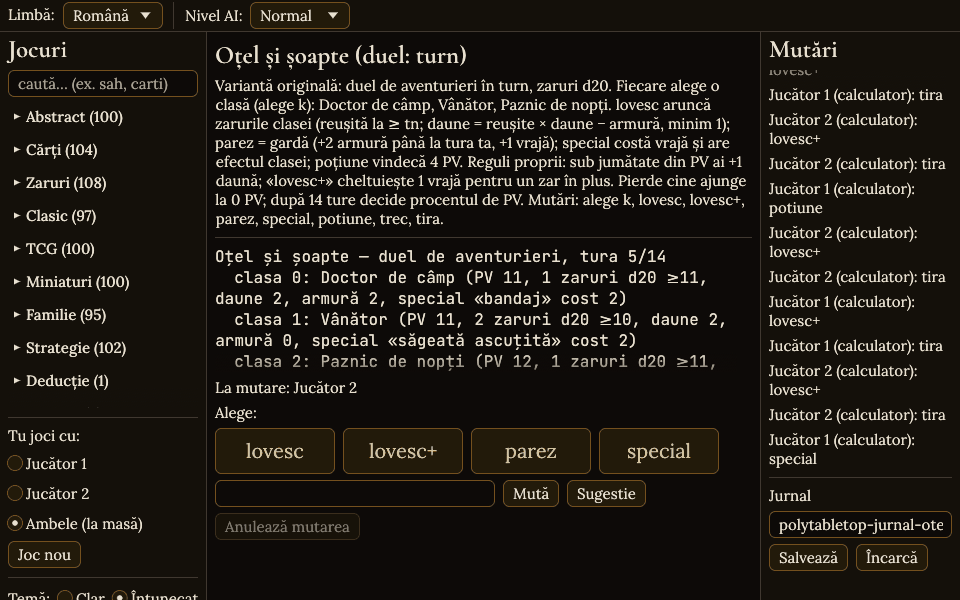 Limbă: Română ▼ Nivel AI: Normal ▼
Jocuri
caută... (ex. sah, carti)
▸ Abstract (100)
▸ Cărți (104)
▸ Zaruri (108)
▸ Clasic (97)
▸ TCG (100)
▸ Miniaturi (100)
▸ Familie (95)
▸ Strategie (102)
▸ Deducție (1)
Tu joci cu:
Jucător 1
Jucător 2
Ambele (la masă)
Joc nou
Temă: Clar Întunecat
Oțel și șoapte (duel: turn)
Variantă originală: duel de aventurieri în turn, zaruri d20. Fiecare alege o
clasă (alege k): Doctor de câmp, Vânător, Paznic de nopți. lovesc aruncă
zarurile clasei (reușită la ≥ tn; daune = reușite × daune − armură, minim 1);
parez = gardă (+2 armură până la tura ta, +1 vrajă); special costă vrajă și are
efectul clasei; poțiune vindecă 4 PV. Reguli proprii: sub jumătate din PV ai +1
daună; «lovesc+» cheltuiește 1 vrajă pentru un zar în plus. Pierde cine ajunge
la 0 PV; după 14 ture decide procentul de PV. Mutări: alege k, lovesc, lovesc+,
parez, special, potiune, trec, tira.
Oțel și șoapte — duel de aventurieri, tura 5/14
clasa 0: Doctor de câmp (PV 11, 1 zaruri d20 ≥11,
daune 2, armură 2, special «bandaj» cost 2)
clasa 1: Vânător (PV 11, 2 zaruri d20 ≥10, daune 2,
armură 0, special «săgeată ascuțită» cost 2)
clasa 2: Paznic de nopți (PV 12, 1 zaruri d20 ≥11,
La mutare: Jucător 2
Alege:
lovesc lovesc+ parez special
Mută Sugestie
Anulează mutarea
Mutări
lovesc+
Jucător 1 (calculator): tira
Jucător 2 (calculator):
lovesc+
Jucător 2 (calculator): tira
Jucător 1 (calculator):
potiune
Jucător 2 (calculator):
lovesc+
Jucător 2 (calculator): tira
Jucător 1 (calculator):
lovesc+
Jucător 1 (calculator): tira
Jucător 2 (calculator):
lovesc+
Jucător 2 (calculator): tira
Jucător 1 (calculator):
special
Jurnal
polytabletop-jurnal-ote
Salvează Încarcă